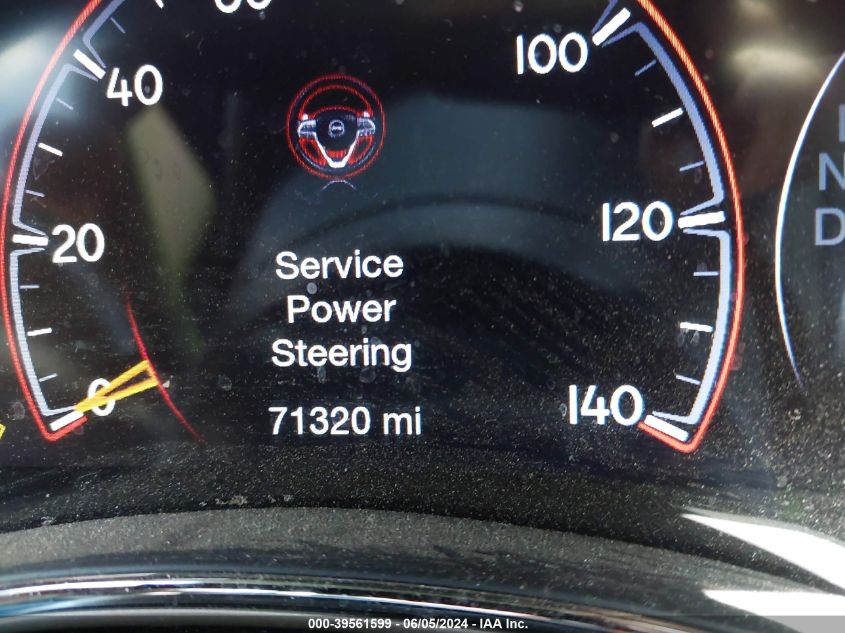 40
100
20
120
Service
Power
Steering
0
140
71320 mi
000-39561599 - 06/05/2024 - IAA Inc.